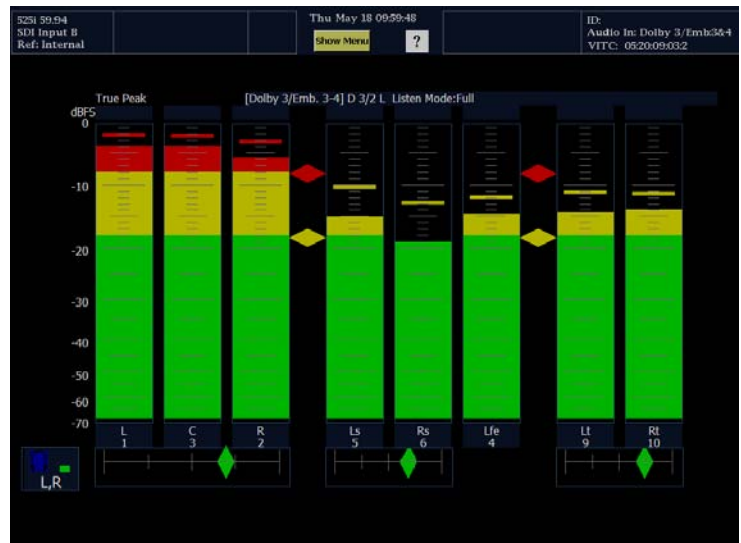 525i 59.94
SDI Input B
Ref: Internal
Thu May 18 09:59:48
Show Menu
?
ID:
Audio In: Dolby 3/Emb:3&4
VITC: 05:20:09:03:2
True Peak
[Dolby 3/Emb. 3-4] D 3/2 L Listen Mode:Full
dBFS
0
-10
-20
-30
-40
-50
-60
-70
L C R Ls Rs Lfe Lt Rt
1 3 2 5 6 4 9 10
L,R